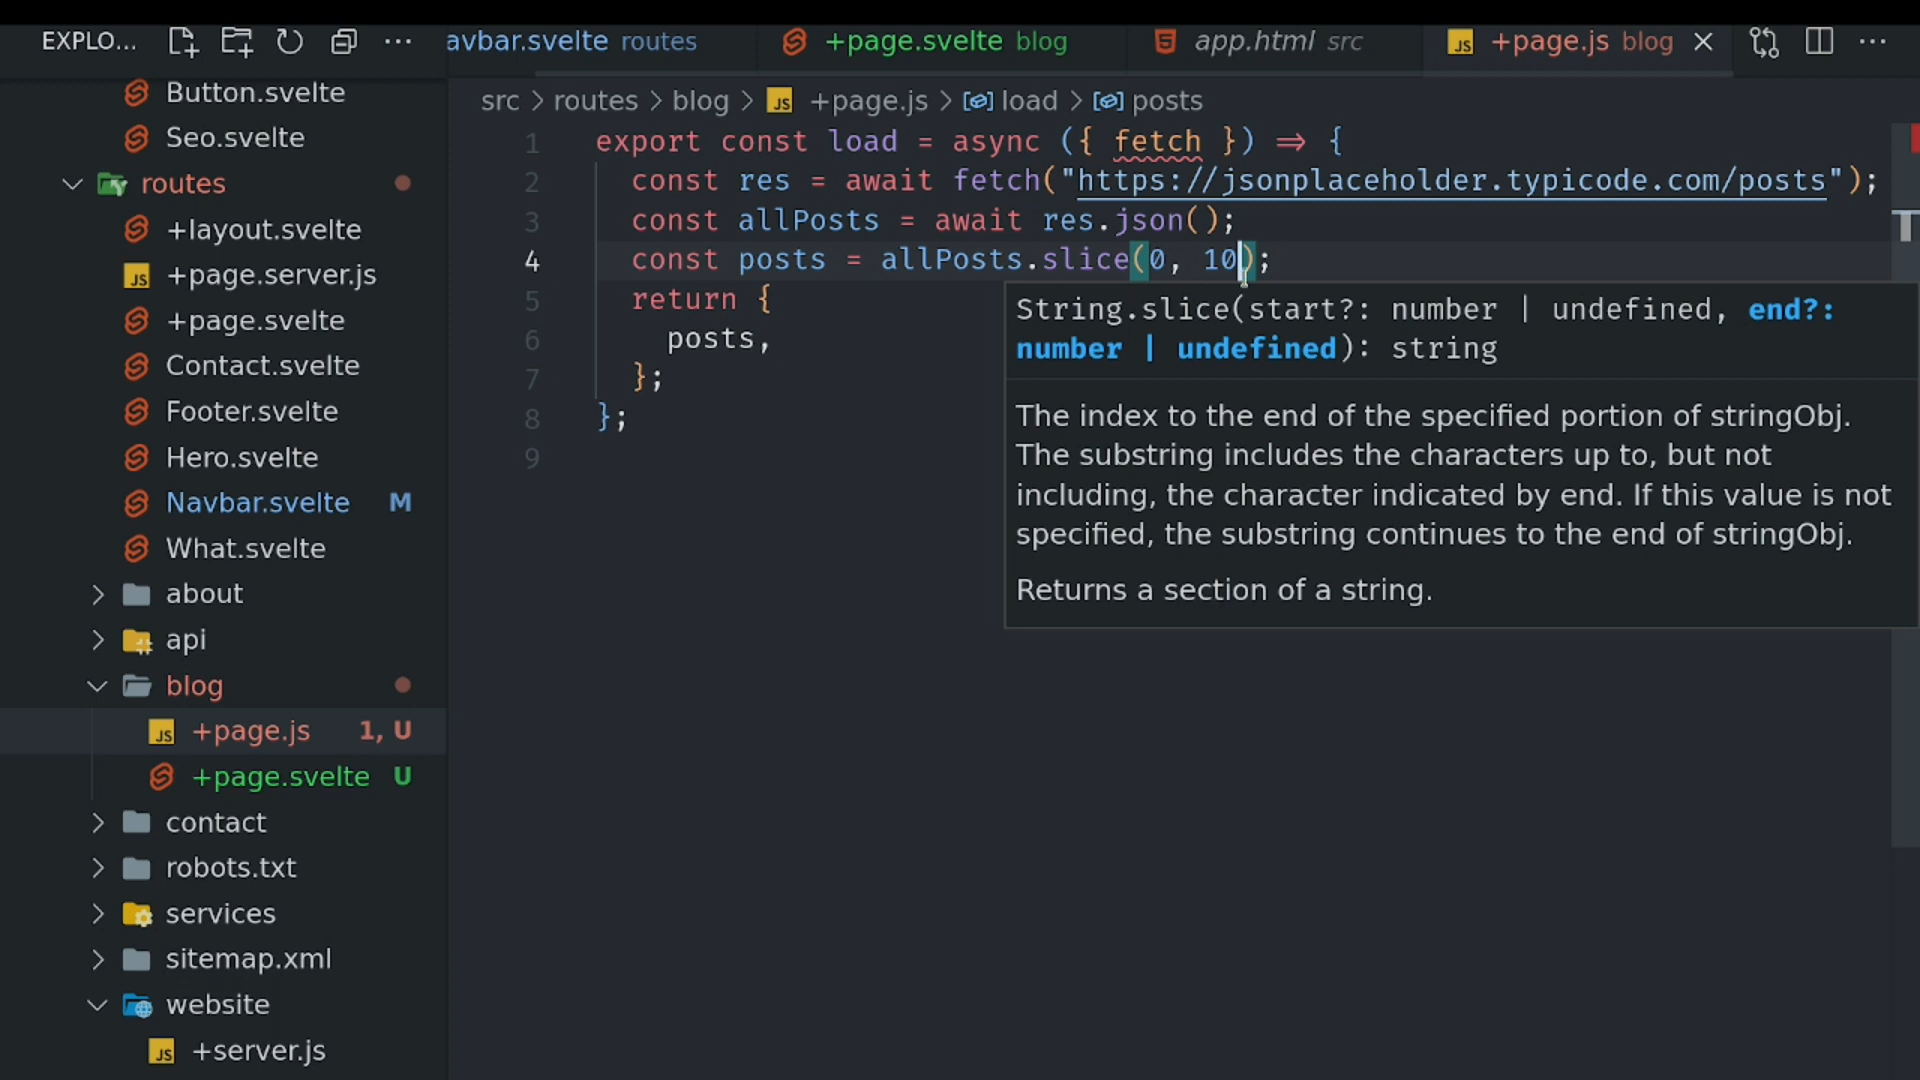 EXPLO... ...
avbar.svelte routes +page.svelte blog app.html src JS +page.js blog × ...
src > routes > blog > JS +page.js > load > posts
Button.svelte
Seo.svelte
routes
+layout.svelte
JS +page.server.js
+page.svelte
Contact.svelte
Footer.svelte
Hero.svelte
Navbar.svelte M
What.svelte
about
api
blog
JS +page.js 1, U
+page.svelte U
contact
robots.txt
services
sitemap.xml
website
JS +server.js
1 export const load = async ({ fetch }) => {
2 const res = await fetch("https://jsonplaceholder.typicode.com/posts");
3 const allPosts = await res.json();
4 const posts = allPosts.slice(0, 10);
5 return {
6 posts,
7 };
8 };
9
String.slice(start?: number | undefined, end?:
number | undefined): string
The index to the end of the specified portion of stringObj.
The substring includes the characters up to, but not
including, the character indicated by end. If this value is not
specified, the substring continues to the end of stringObj.
Returns a section of a string.